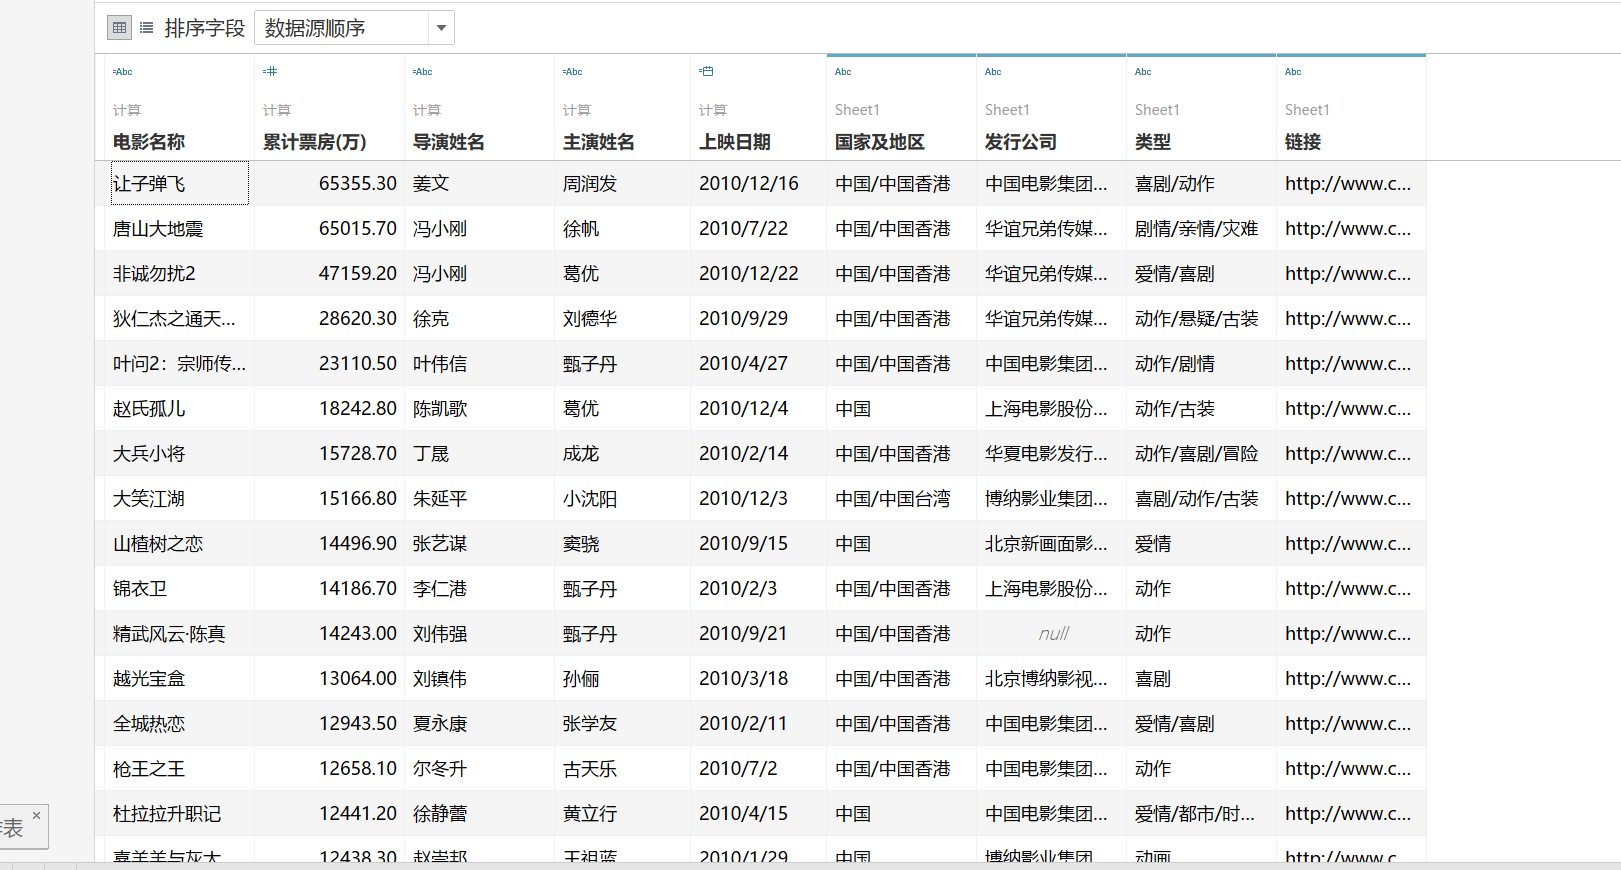 排序字段 数据源顺序
=Abc =# =Abc =Abc = Abc Abc Abc Abc
计算 计算 计算 计算 计算 Sheet1 Sheet1 Sheet1 Sheet1
电影名称 累计票房(万) 导演姓名 主演姓名 上映日期 国家及地区 发行公司 类型 链接
让子弹飞 65355.30 姜文 周润发 2010/12/16 中国/中国香港 中国电影集团... 喜剧/动作 http://www.c...
唐山大地震 65015.70 冯小刚 徐帆 2010/7/22 中国/中国香港 华谊兄弟传媒... 剧情/亲情/灾难 http://www.c...
非诚勿扰2 47159.20 冯小刚 葛优 2010/12/22 中国/中国香港 华谊兄弟传媒... 爱情/喜剧 http://www.c...
狄仁杰之通天... 28620.30 徐克 刘德华 2010/9/29 中国/中国香港 华谊兄弟传媒... 动作/悬疑/古装 http://www.c...
叶问2：宗师传... 23110.50 叶伟信 甄子丹 2010/4/27 中国/中国香港 中国电影集团... 动作/剧情 http://www.c...
赵氏孤儿 18242.80 陈凯歌 葛优 2010/12/4 中国 上海电影股份... 动作/古装 http://www.c...
大兵小将 15728.70 丁晟 成龙 2010/2/14 中国/中国香港 华夏电影发行... 动作/喜剧/冒险 http://www.c...
大笑江湖 15166.80 朱延平 小沈阳 2010/12/3 中国/中国台湾 博纳影业集团... 喜剧/动作/古装 http://www.c...
山楂树之恋 14496.90 张艺谋 窦骁 2010/9/15 中国 北京新画面影... 爱情 http://www.c...
锦衣卫 14186.70 李仁港 甄子丹 2010/2/3 中国/中国香港 上海电影股份... 动作 http://www.c...
精武风云·陈真 14243.00 刘伟强 甄子丹 2010/9/21 中国/中国香港 null 动作 http://www.c...
越光宝盒 13064.00 刘镇伟 孙俪 2010/3/18 中国/中国香港 北京博纳影视... 喜剧 http://www.c...
全城热恋 12943.50 夏永康 张学友 2010/2/11 中国/中国香港 中国电影集团... 爱情/喜剧 http://www.c...
枪王之王 12658.10 尔冬升 古天乐 2010/7/2 中国/中国香港 中国电影集团... 动作 http://www.c...
杜拉拉升职记 12441.20 徐静蕾 黄立行 2010/4/15 中国 中国电影集团... 爱情/都市/时... http://www.c...
喜羊羊与灰太... 12438.30 赵崇邦 王祖蓝 2010/1/29 中国 博纳影业集团... 动画 http://www.c...
表